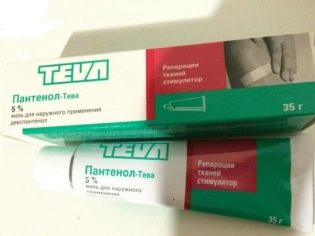 TEVA
Пантенол-Тева
5 %
мазь для наружного применения
декспантенол
Репарации
тканей
стимулятор
35 г
TEVA
Пантенол-Тева
5 %
мазь для наружного
применения
Репарации
тканей
стимулятор
35 г